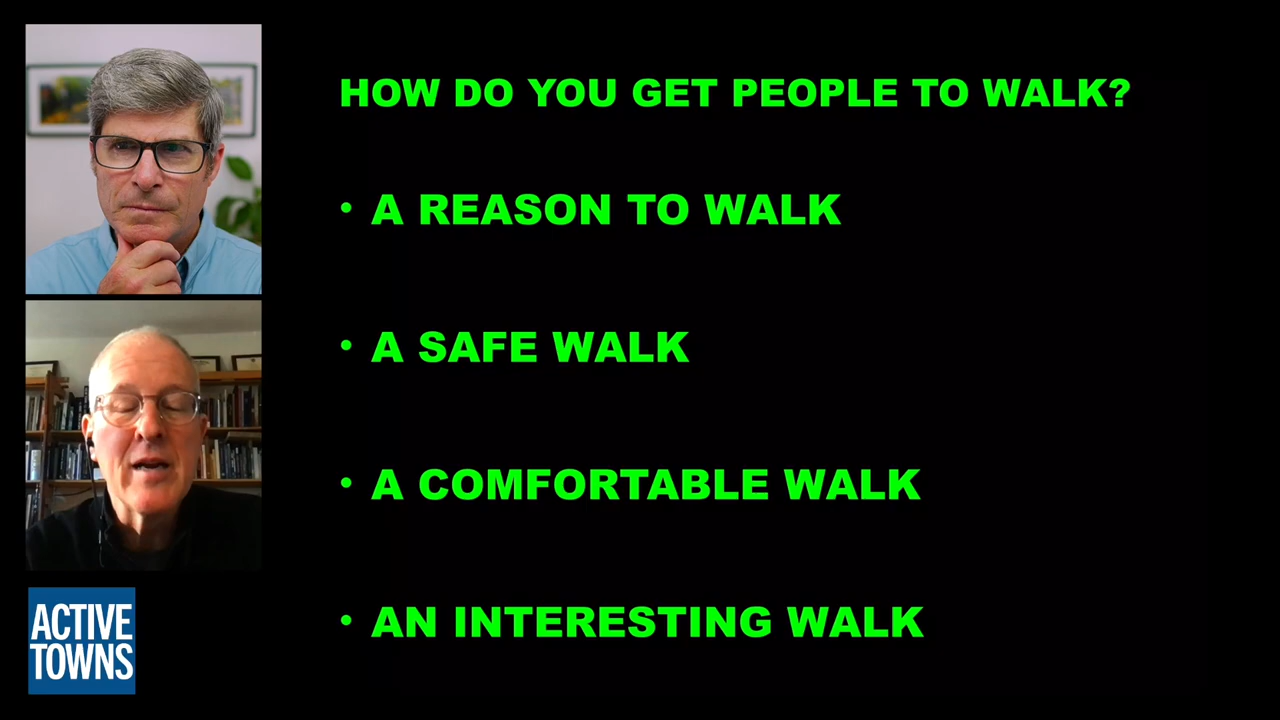 HOW DO YOU GET PEOPLE TO WALK?
• A REASON TO WALK
• A SAFE WALK
• A COMFORTABLE WALK
• AN INTERESTING WALK
ACTIVE
TOWNS